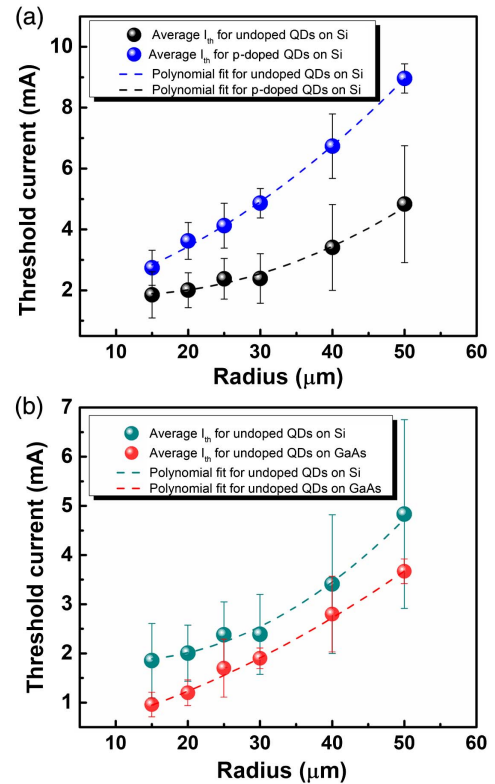 (a)
Average Ith for undoped QDs on Si
Average Ith for p-doped QDs on Si
Polynomial fit for undoped QDs on Si
Polynomial fit for p-doped QDs on Si
10
8
6
4
2
Threshold current (mA)
10 20 30 40 50 60
Radius (μm)
(b)
Average Ith for undoped QDs on Si
Average Ith for undoped QDs on GaAs
Polynomial fit for undoped QDs on Si
Polynomial fit for undoped QDs on GaAs
7
6
5
4
3
2
1
Threshold current (mA)
10 20 30 40 50 60
Radius (μm)